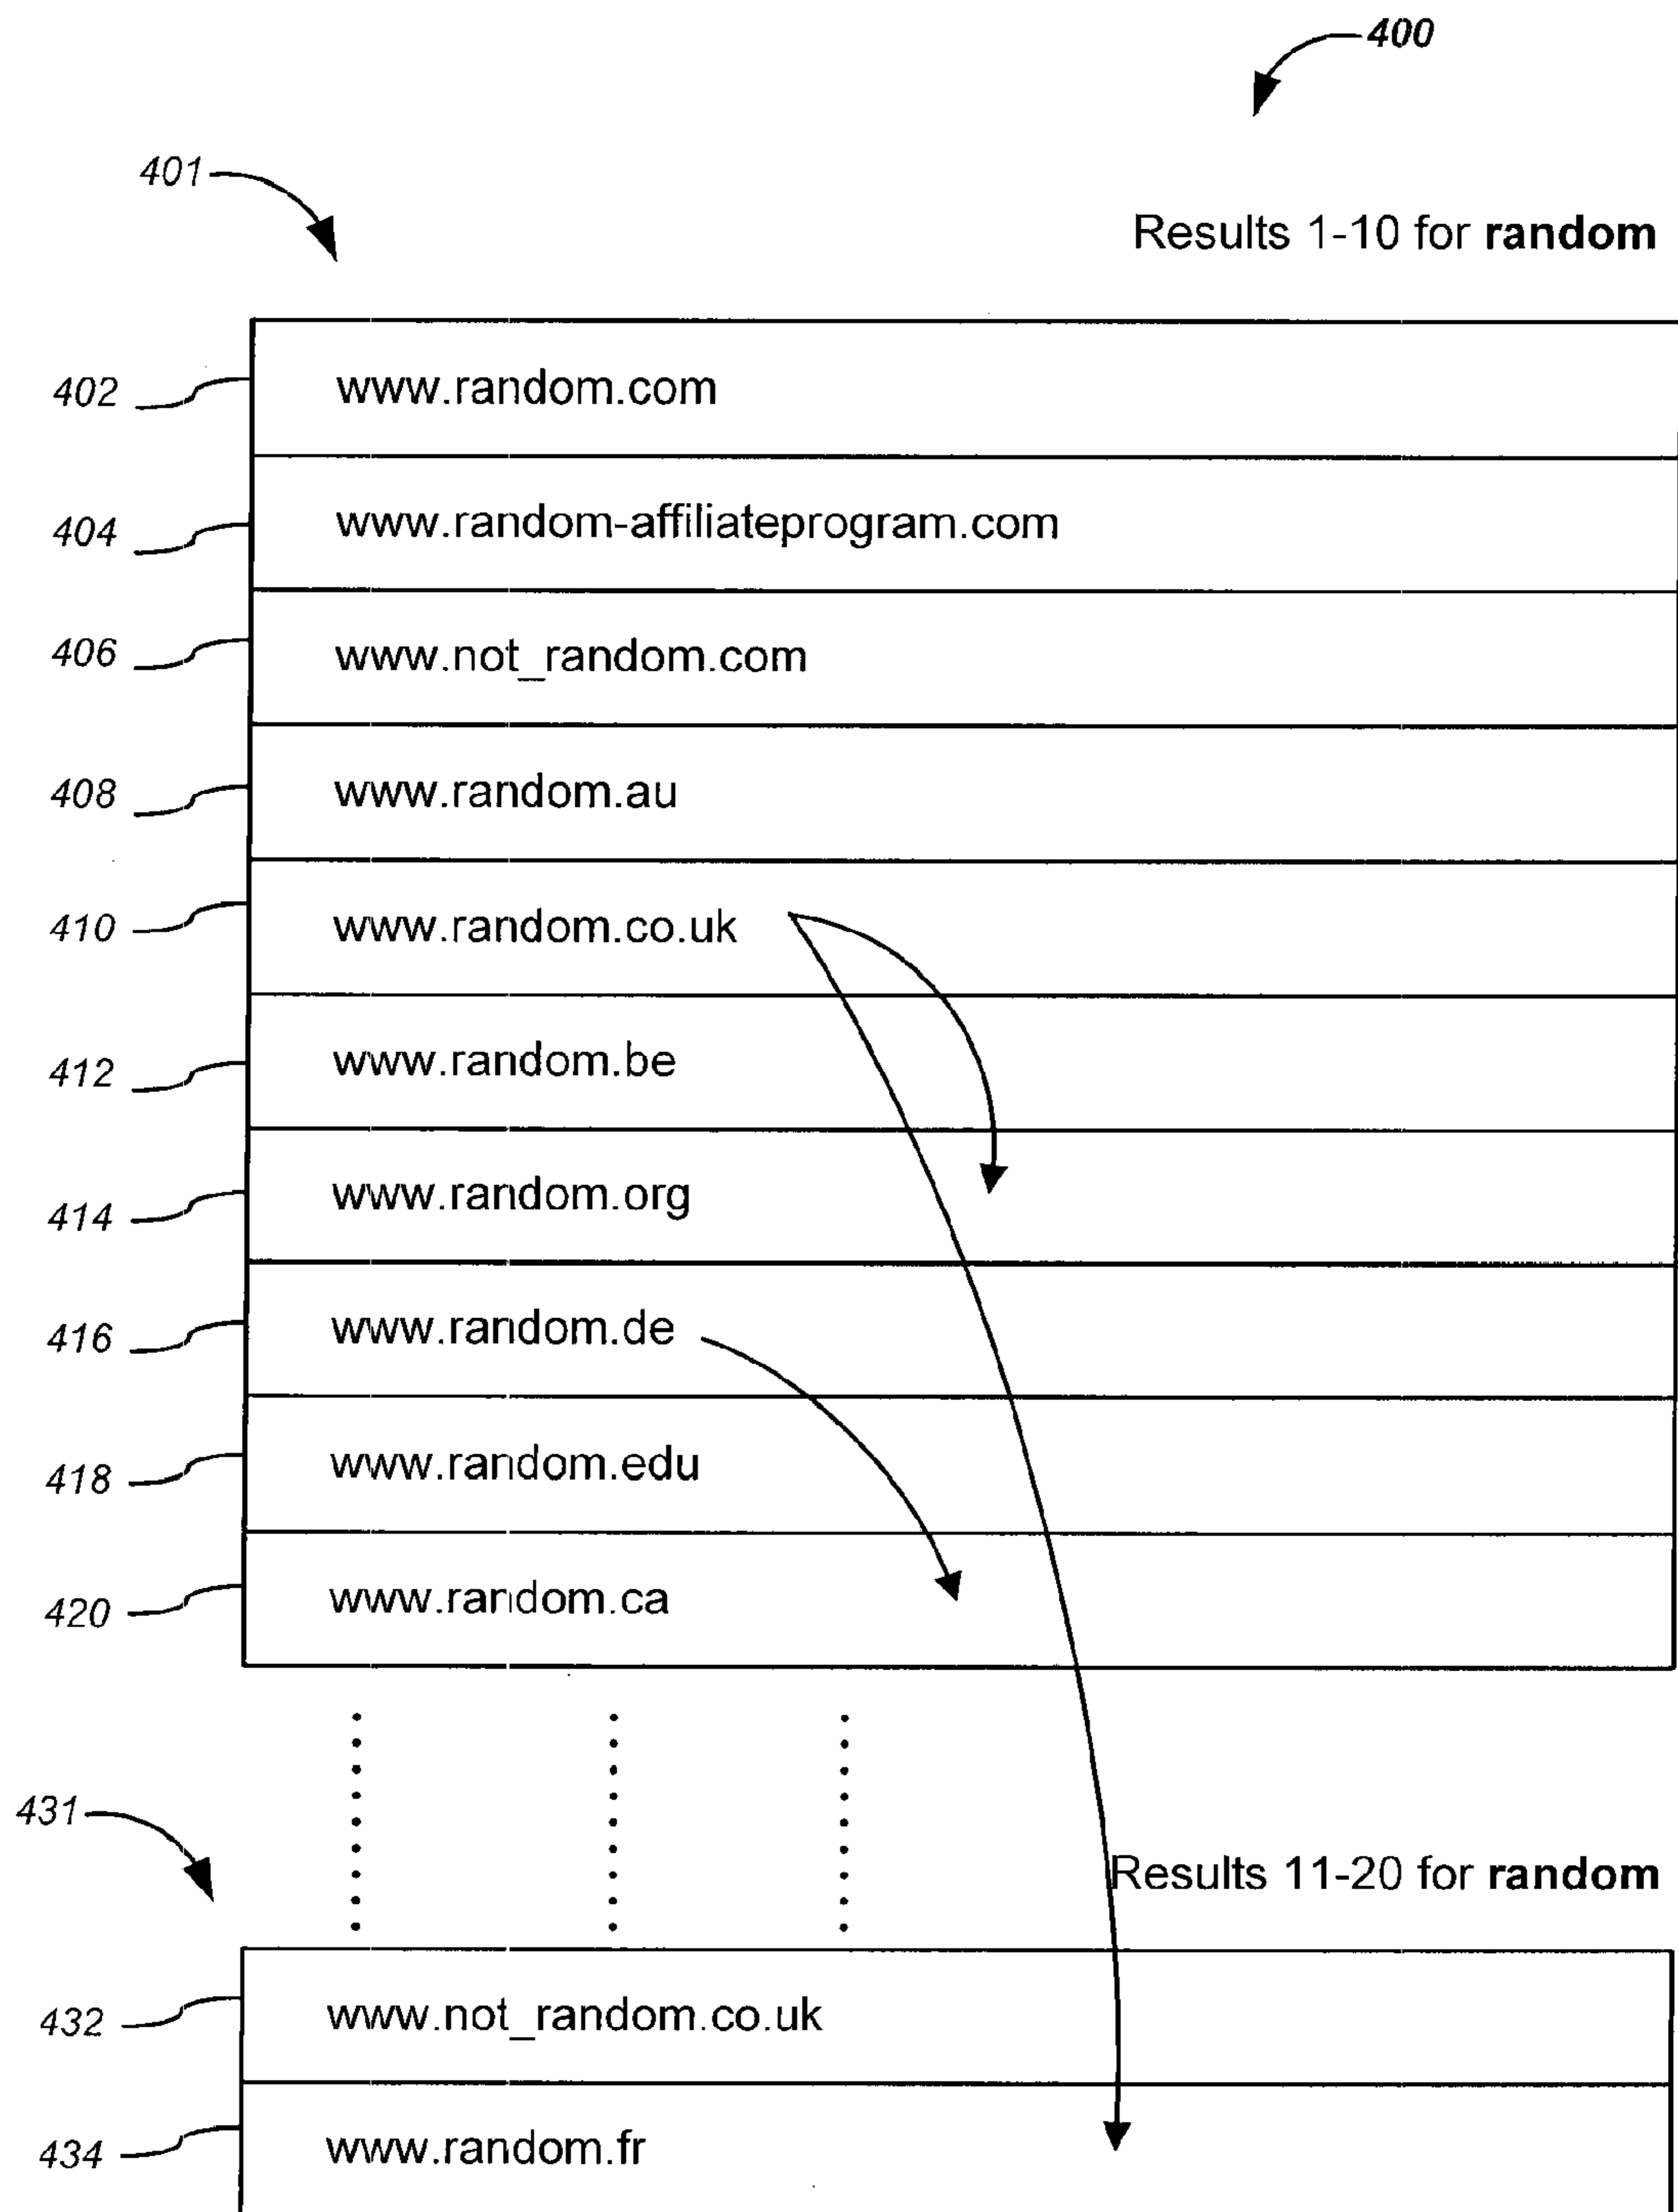 400
401
Results 1-10 for random
402 www.random.com
404 www.random-affiliateprogram.com
406 www.not_random.com
408 www.random.au
410 www.random.co.uk
412 www.random.be
414 www.random.org
416 www.random.de
418 www.random.edu
420 www.random.ca
431
Results 11-20 for random
432 www.not_random.co.uk
434 www.random.fr